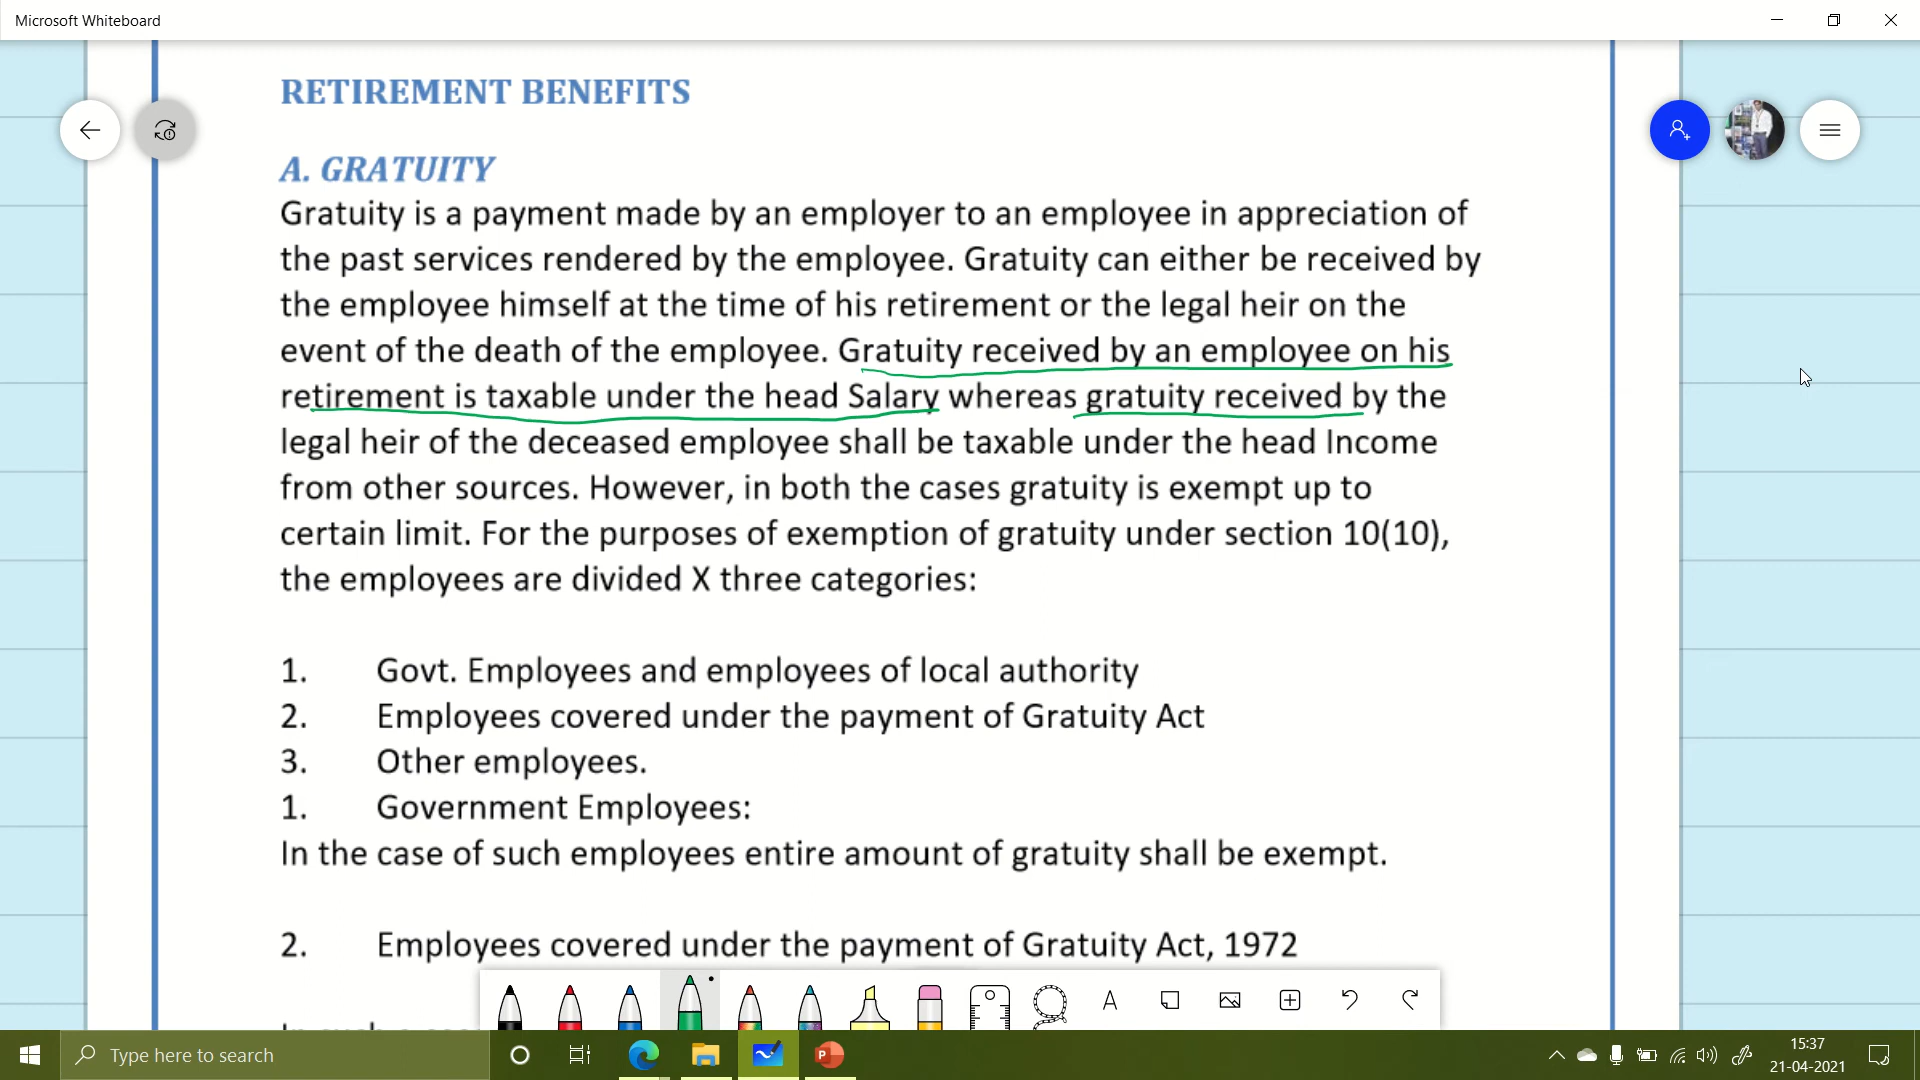 Microsoft Whiteboard
RETIREMENT BENEFITS
A. GRATUITY
Gratuity is a payment made by an employer to an employee in appreciation of
the past services rendered by the employee. Gratuity can either be received by
the employee himself at the time of his retirement or the legal heir on the
event of the death of the employee. Gratuity received by an employee on his
retirement is taxable under the head Salary whereas gratuity received by the
legal heir of the deceased employee shall be taxable under the head Income
from other sources. However, in both the cases gratuity is exempt up to
certain limit. For the purposes of exemption of gratuity under section 10(10),
the employees are divided X three categories:
1. Govt. Employees and employees of local authority
2. Employees covered under the payment of Gratuity Act
3. Other employees.
1. Government Employees:
In the case of such employees entire amount of gratuity shall be exempt.
2. Employees covered under the payment of Gratuity Act, 1972
A
Type here to search
15:37
21-04-2021